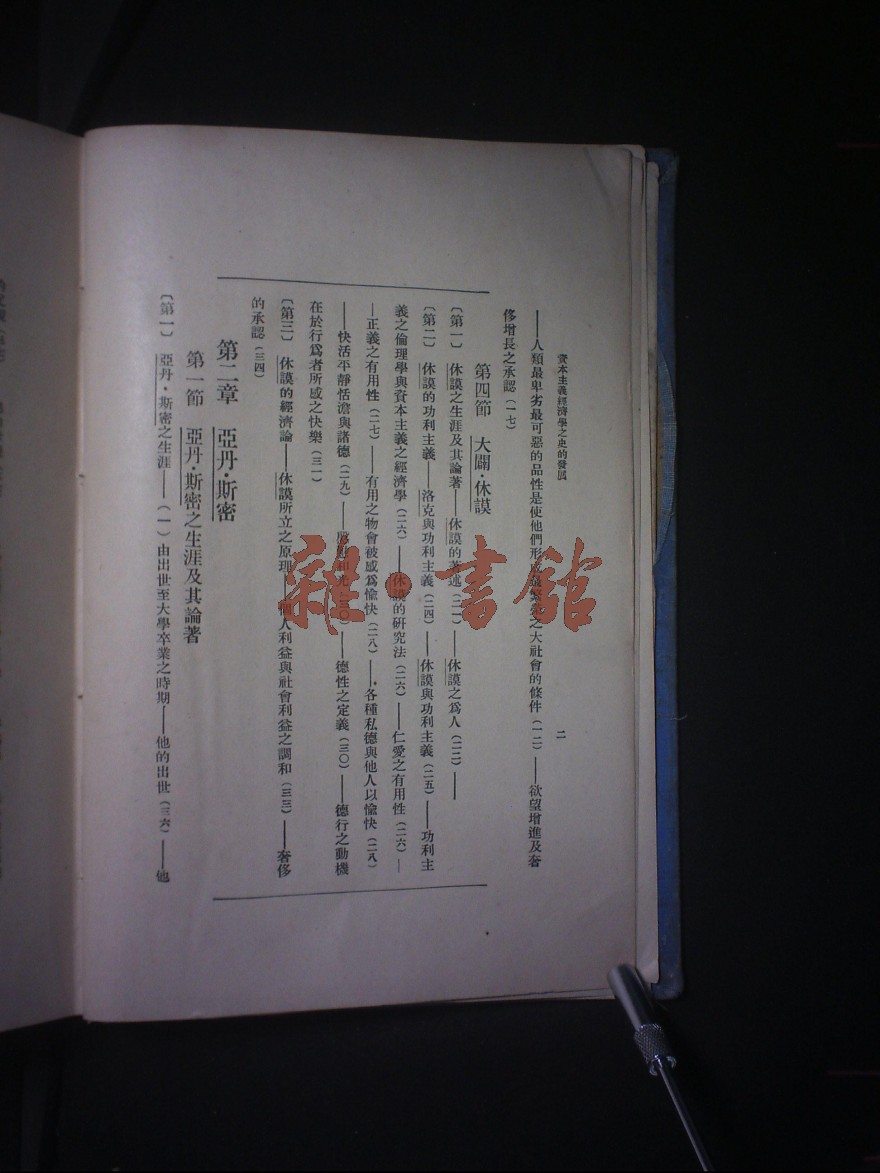 資本主義經濟學之史的發展
二
——人類最卑劣最可惡的品性是使他們形成最繁榮之大社會的條件(一二)——欲望增進及奢
侈增長之承認(一七)
第四節 大闢·休謨
〔第一〕 休謨之生涯及其論著——休謨的著述(二一)——休謨之爲人(二二)——
〔第二〕 休謨的功利主義——洛克與功利主義(二四)——休謨與功利主義(二五)——功利主
義之倫理學與資本主義之經濟學(二六)——休謨的研究法(二六)——仁愛之有用性(二六)—
—正義之有用性(二七)——有用之物會被感爲愉快(二八)——各種私德與他人以愉快(二八)
——快活平靜恬澹與諸德(二九)——(三〇)——德性之定義(三〇)——德行之動機
在於行爲者所感之快樂(三一)
〔第三〕 休謨的經濟論——休謨所立之原理——個人利益與社會利益之調和(三三)——奢侈
的承認(三四)
第二章 亞丹·斯密
第一節 亞丹·斯密之生涯及其論著
〔第一〕 亞丹·斯密之生涯——(一)由出世至大學卒業之時期——他的出世(三六)——他
雜·書館